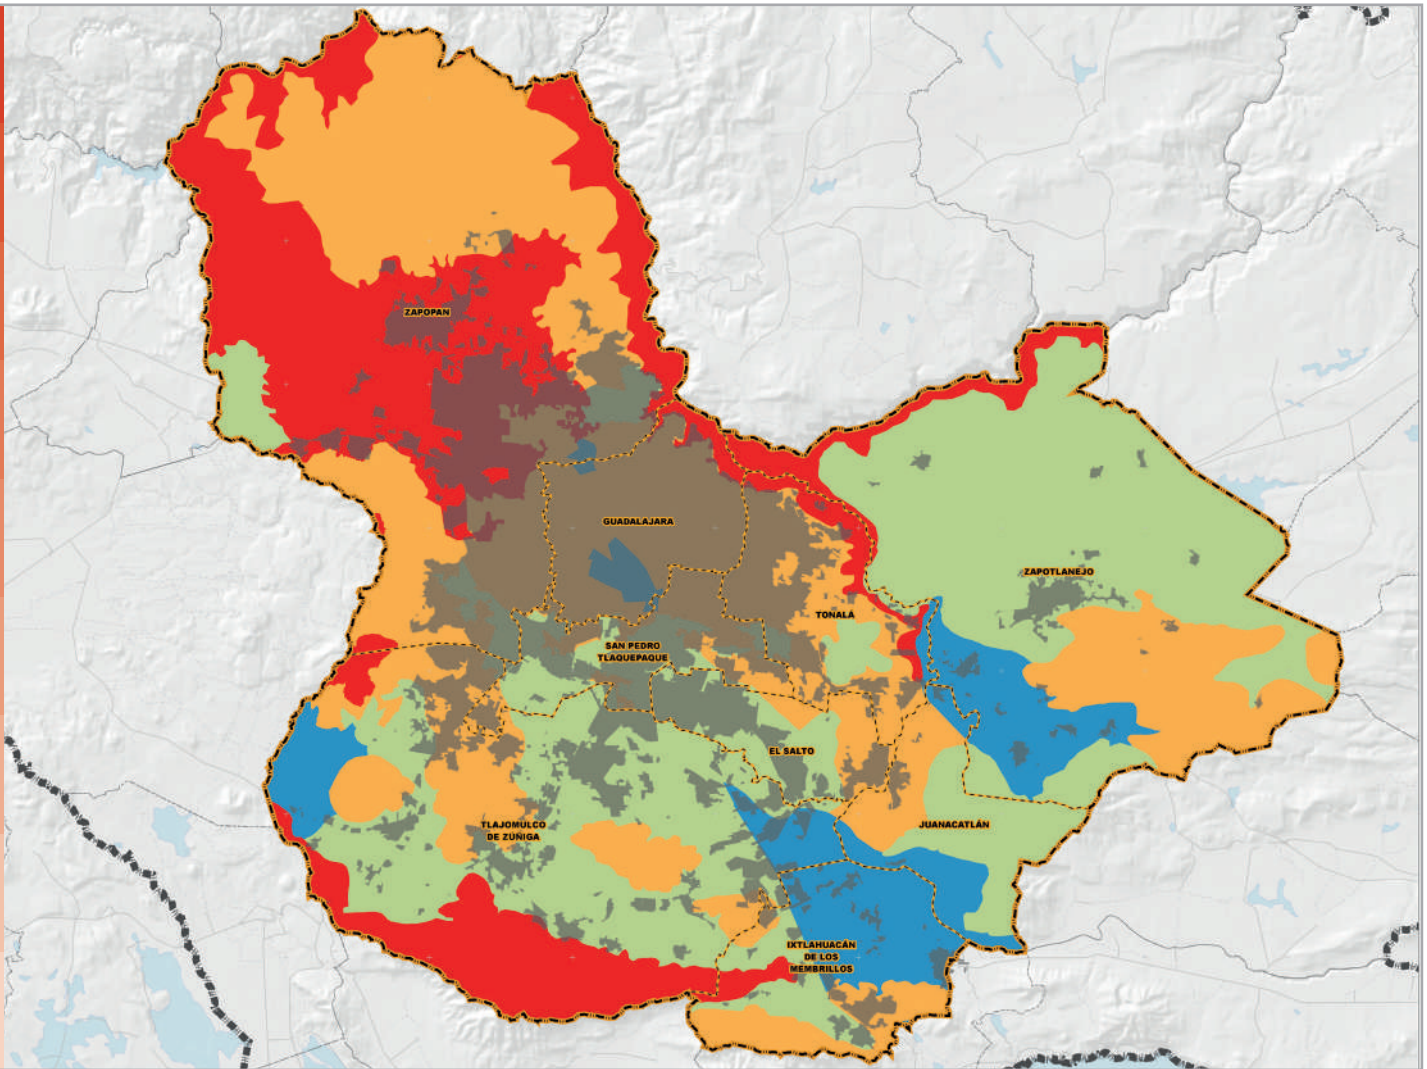 ZAPOPAN
GUADALAJARA
ZAPOTLANEJO
TONALÁ
SAN PEDRO
TLAQUEPAQUE
EL SALTO
TLAJOMULCO
DE ZÚÑIGA
JUANACATLÁN
IXTLAHUACÁN
DE LOS
MEMBRILLOS